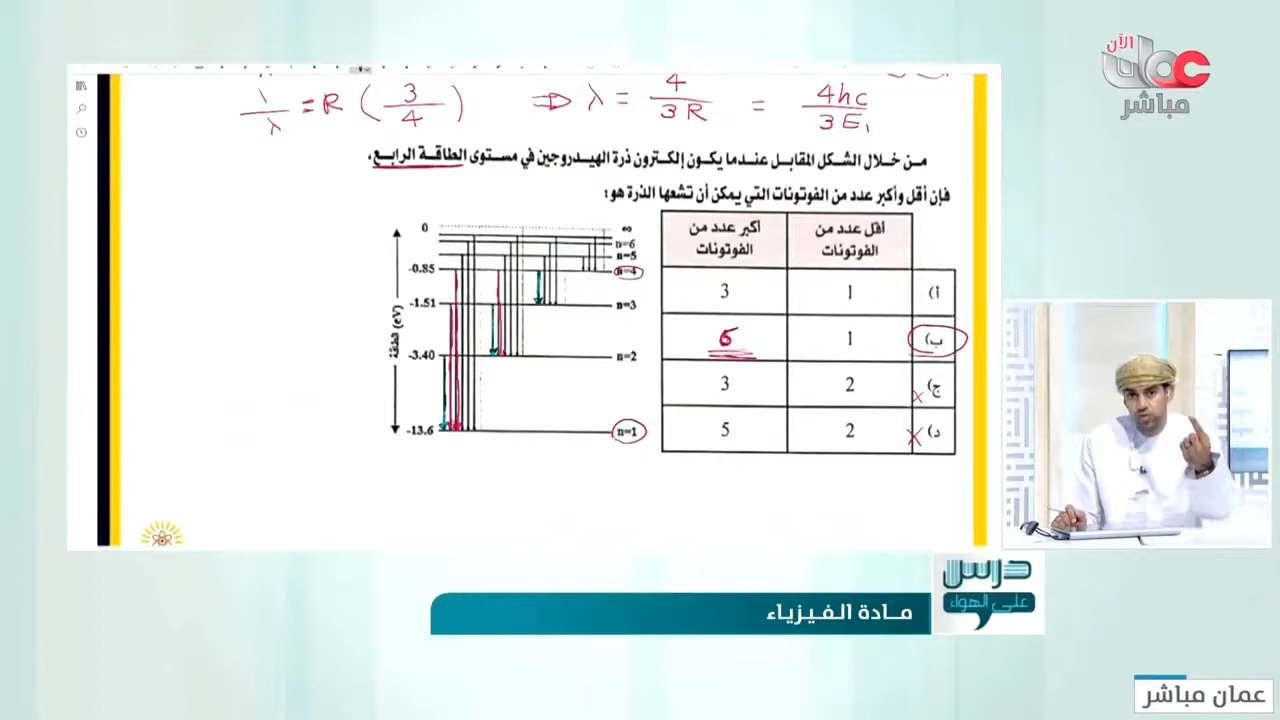 الآن
عمان
مباشر
1/λ = R ( 3/4 ) ⇒ λ = 4/3R = 4hc/3E₁
من خلال الشكل المقابل عندما يكون إلكترون ذرة الهيدروجين في مستوى الطاقة الرابع،
فإن أقل وأكبر عدد من الفوتونات التي يمكن أن تشعها الذرة هو:
أقل عدد من الفوتونات أكبر عدد من الفوتونات
أ) 1 3
ب) 1 6
ج) 2 3
د) 2 5
0 ∞
n=6
n=5
-0.85 n=4
-1.51 n=3
-3.40 n=2
-13.6 n=1
الطاقة (eV)
درس
على الهواء
مادة الفيزياء
عمان مباشر